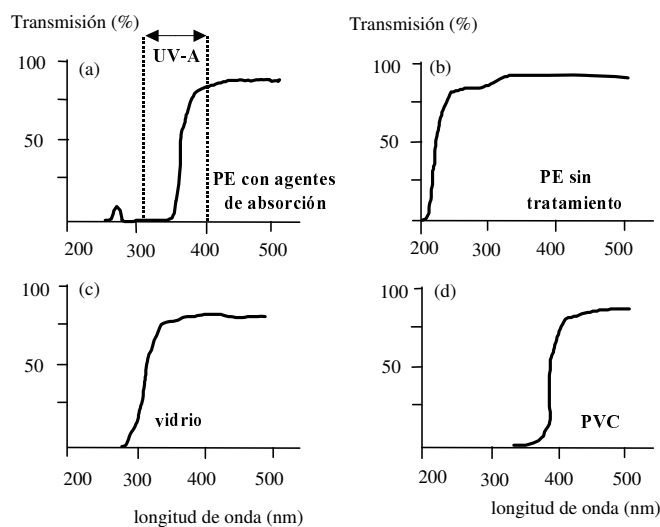 Transmisión (%)
Transmisión (%)
UV-A
100
(a)
50
PE con agentes
de absorción
200
300
400
500
100
(b)
50
PE sin
tratamiento
200
300
400
500
100
(c)
50
vidrio
200
300
400
500
longitud de onda (nm)
100
(d)
50
PVC
200
300
400
500
longitud de onda (nm)